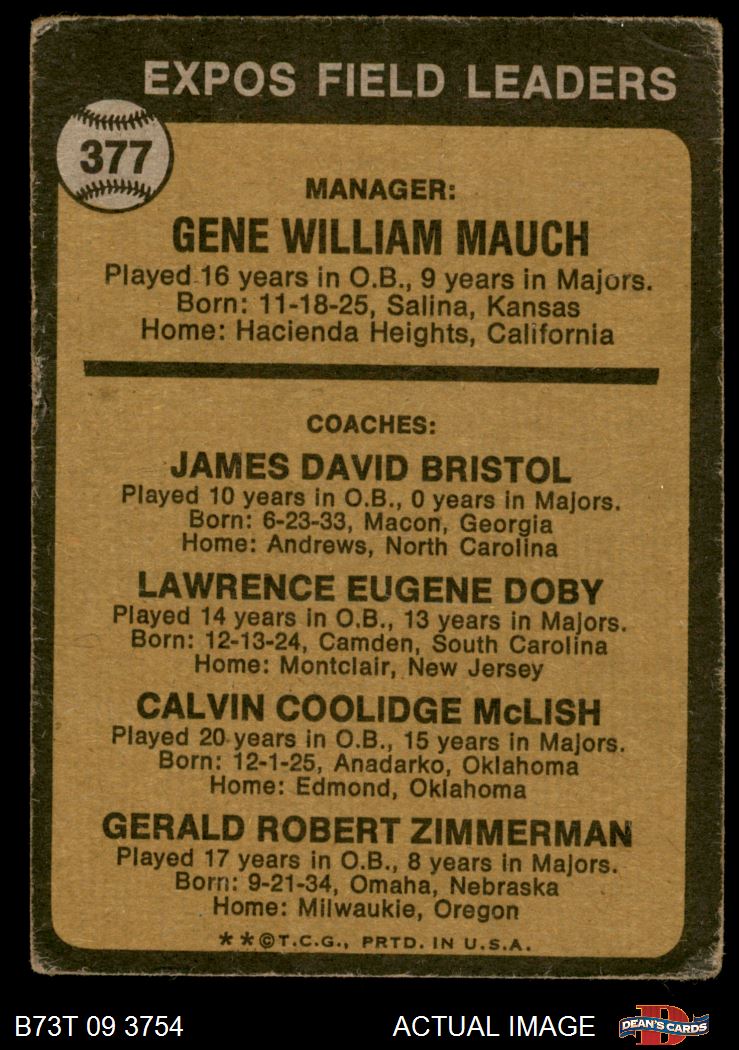 EXPOS FIELD LEADERS
377
MANAGER:
GENE WILLIAM MAUCH
Played 16 years in O.B., 9 years in Majors.
Born: 11-18-25, Salina, Kansas
Home: Hacienda Heights, California
COACHES:
JAMES DAVID BRISTOL
Played 10 years in O.B., 0 years in Majors.
Born: 6-23-33, Macon, Georgia
Home: Andrews, North Carolina
LAWRENCE EUGENE DOBY
Played 14 years in O.B., 13 years in Majors.
Born: 12-13-24, Camden, South Carolina
Home: Montclair, New Jersey
CALVIN COOLIDGE McLISH
Played 20 years in O.B., 15 years in Majors.
Born: 12-1-25, Anadarko, Oklahoma
Home: Edmond, Oklahoma
GERALD ROBERT ZIMMERMAN
Played 17 years in O.B., 8 years in Majors.
Born: 9-21-34, Omaha, Nebraska
Home: Milwaukie, Oregon
**©T.C.G., PRTD. IN U.S.A.
B73T 09 3754 ACTUAL IMAGE D DEAN'S CARDS